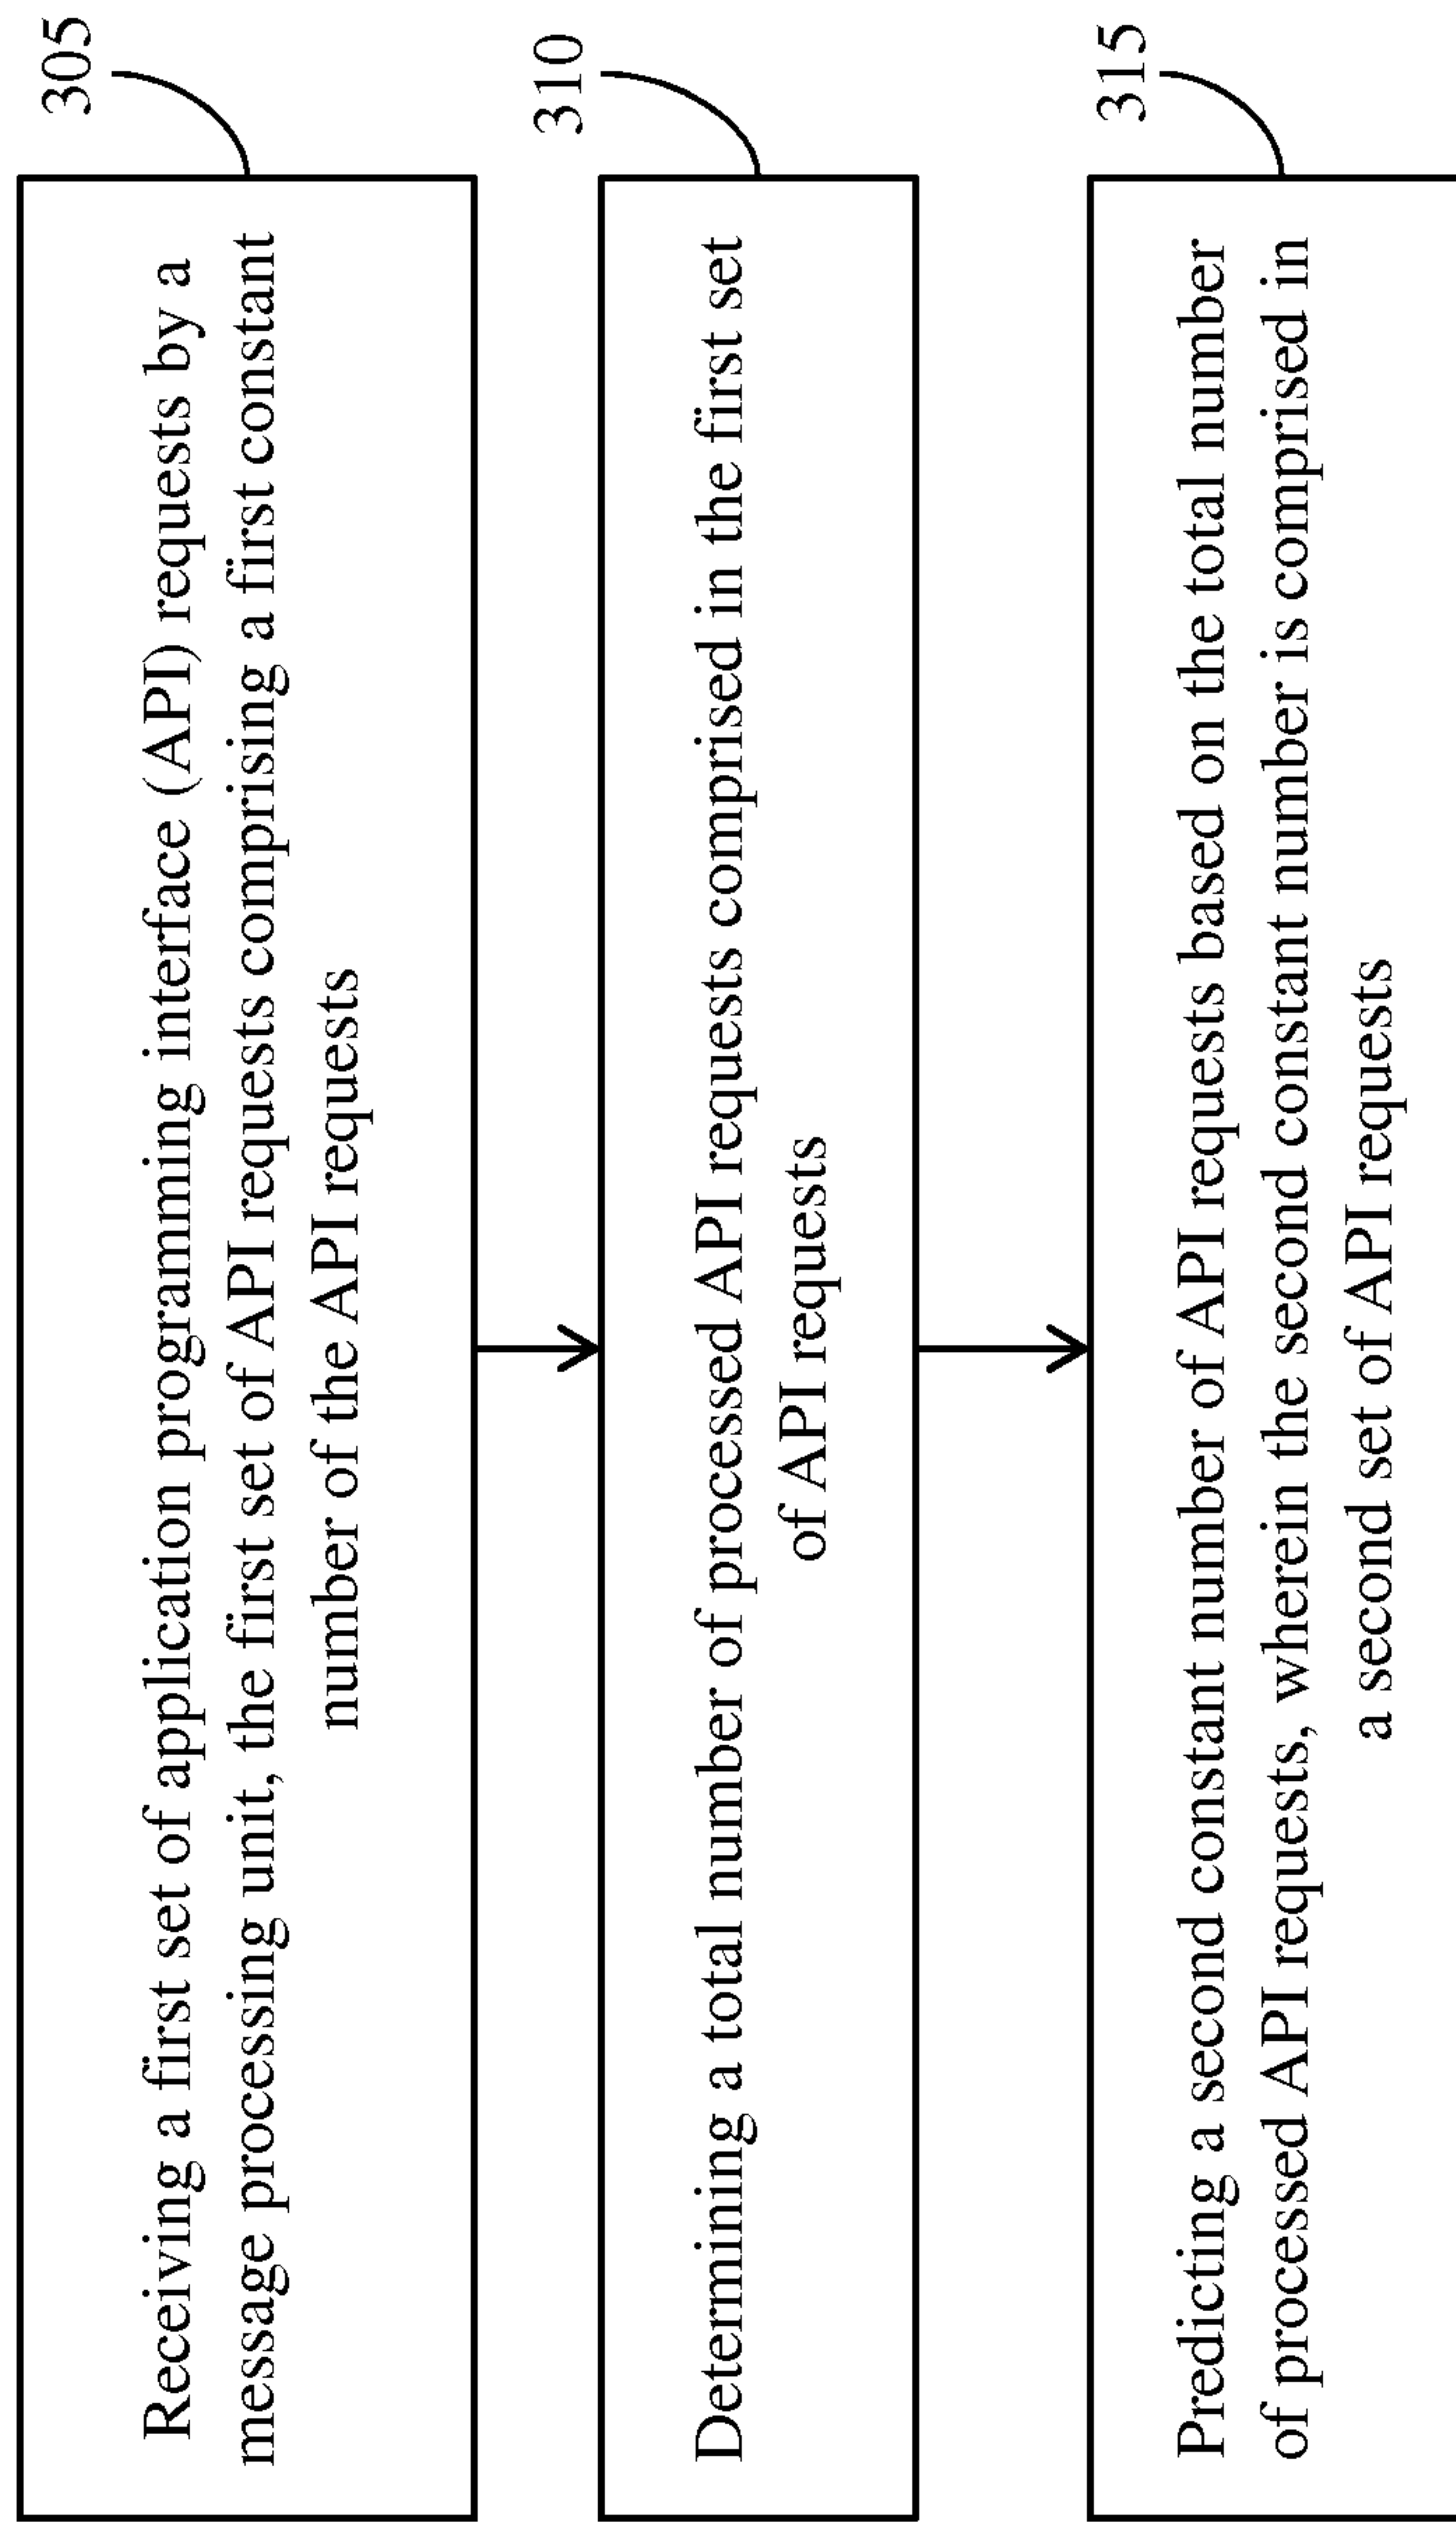 305
Receiving a first set of application programming interface (API) requests by a
message processing unit, the first set of API requests comprising a first constant
number of the API requests
310
Determining a total number of processed API requests comprised in the first set
of API requests
315
Predicting a second constant number of API requests based on the total number
of processed API requests, wherein the second constant number is comprised in
a second set of API requests